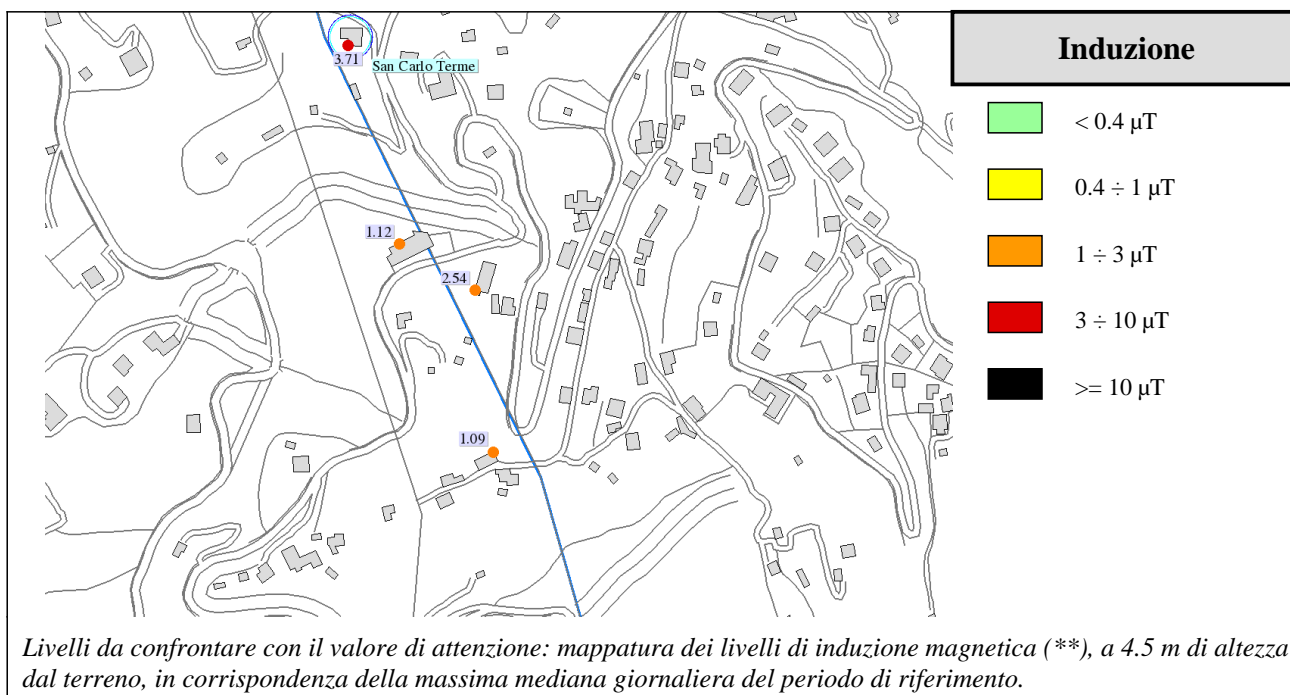 3.71
San Carlo Terme
1.12
2.54
1.09
Induzione
< 0.4 µT
0.4 ÷ 1 µT
1 ÷ 3 µT
3 ÷ 10 µT
>= 10 µT
Livelli da confrontare con il valore di attenzione: mappatura dei livelli di induzione magnetica (**), a 4.5 m di altezza
dal terreno, in corrispondenza della massima mediana giornaliera del periodo di riferimento.